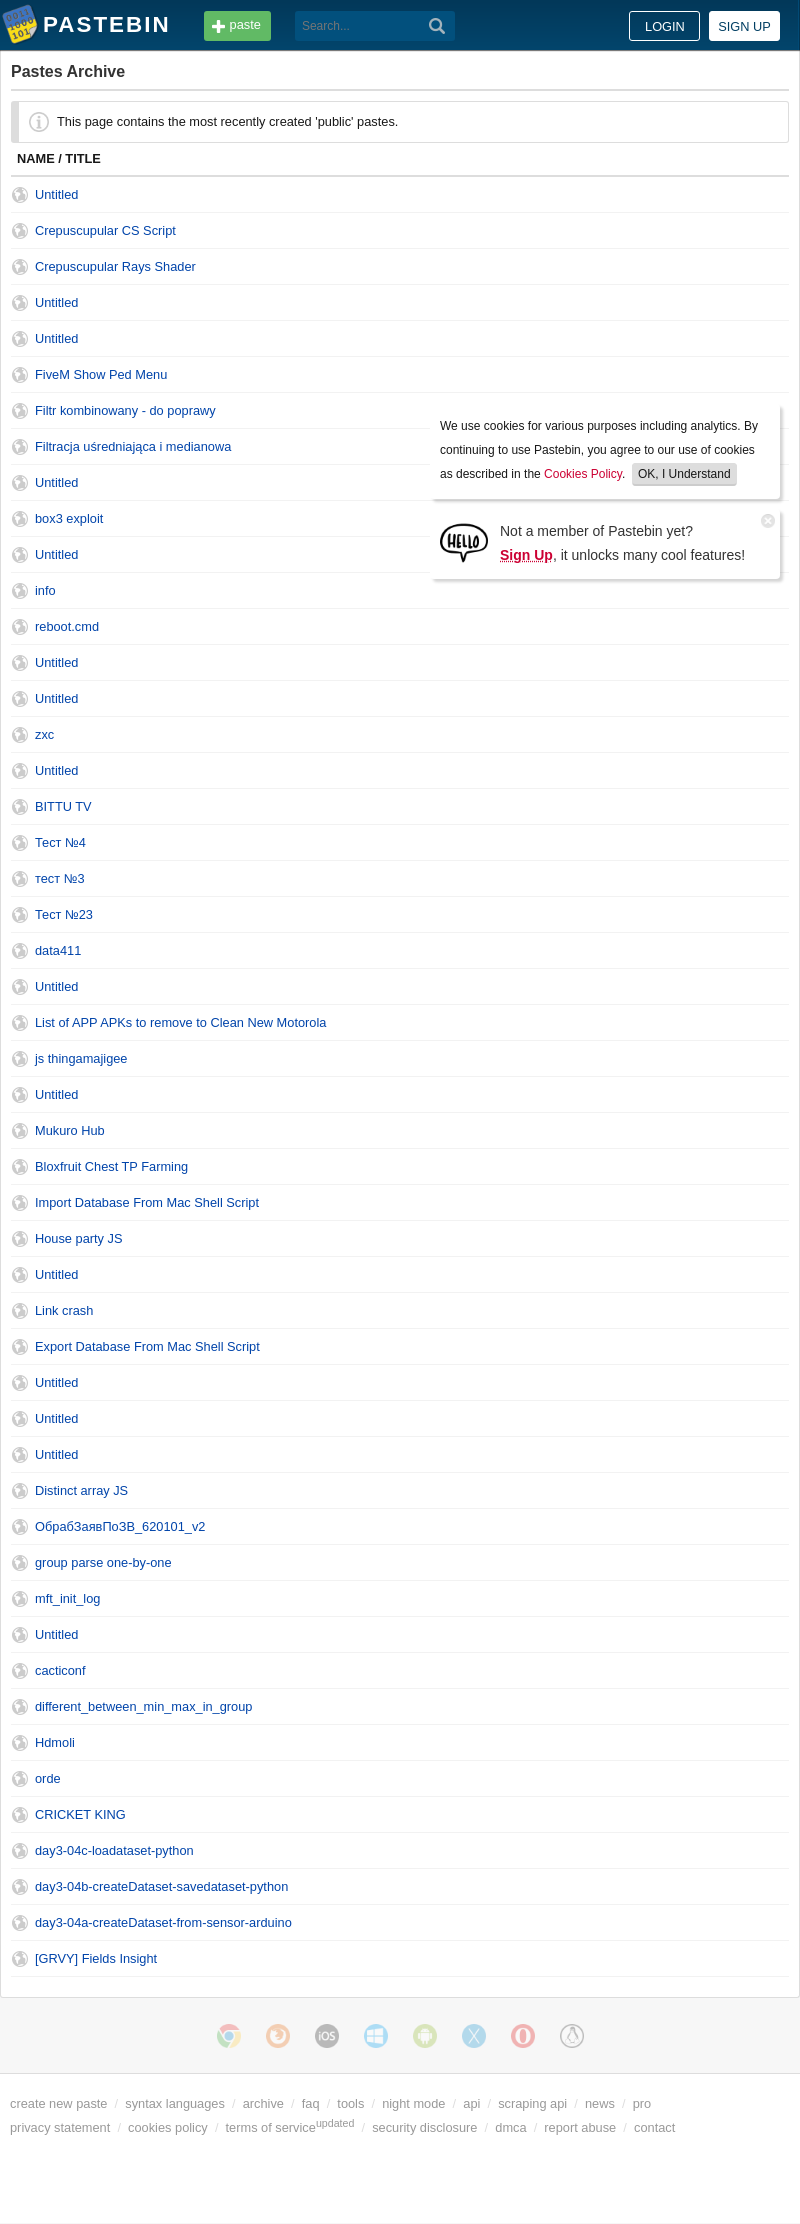 PASTEBIN paste Search... LOGIN SIGN UP
Pastes Archive
This page contains the most recently created 'public' pastes.
NAME / TITLE
Untitled
Crepuscupular CS Script
Crepuscupular Rays Shader
Untitled
Untitled
FiveM Show Ped Menu
Filtr kombinowany - do poprawy
Filtracja uśredniająca i medianowa
Untitled
box3 exploit
Untitled
info
We use cookies for various purposes including analytics. By
continuing to use Pastebin, you agree to our use of cookies
as described in the Cookies Policy. OK, I Understand
HELLO
Not a member of Pastebin yet?
Sign Up, it unlocks many cool features!
reboot.cmd
Untitled
Untitled
zxc
Untitled
BITTU TV
Тест №4
тест №3
Тест №23
data411
Untitled
List of APP APKs to remove to Clean New Motorola
js thingamajigee
Untitled
Mukuro Hub
Bloxfruit Chest TP Farming
Import Database From Mac Shell Script
House party JS
Untitled
Link crash
Export Database From Mac Shell Script
Untitled
Untitled
Untitled
Distinct array JS
ОбрабЗаявПоЗВ_620101_v2
group parse one-by-one
mft_init_log
Untitled
cacticonf
different_between_min_max_in_group
Hdmoli
orde
CRICKET KING
day3-04c-loadataset-python
day3-04b-createDataset-savedataset-python
day3-04a-createDataset-from-sensor-arduino
[GRVY] Fields Insight
iOS
create new paste / syntax languages / archive / faq / tools / night mode / api / scraping api / news / pro
privacy statement / cookies policy / terms of serviceupdated / security disclosure / dmca / report abuse / contact